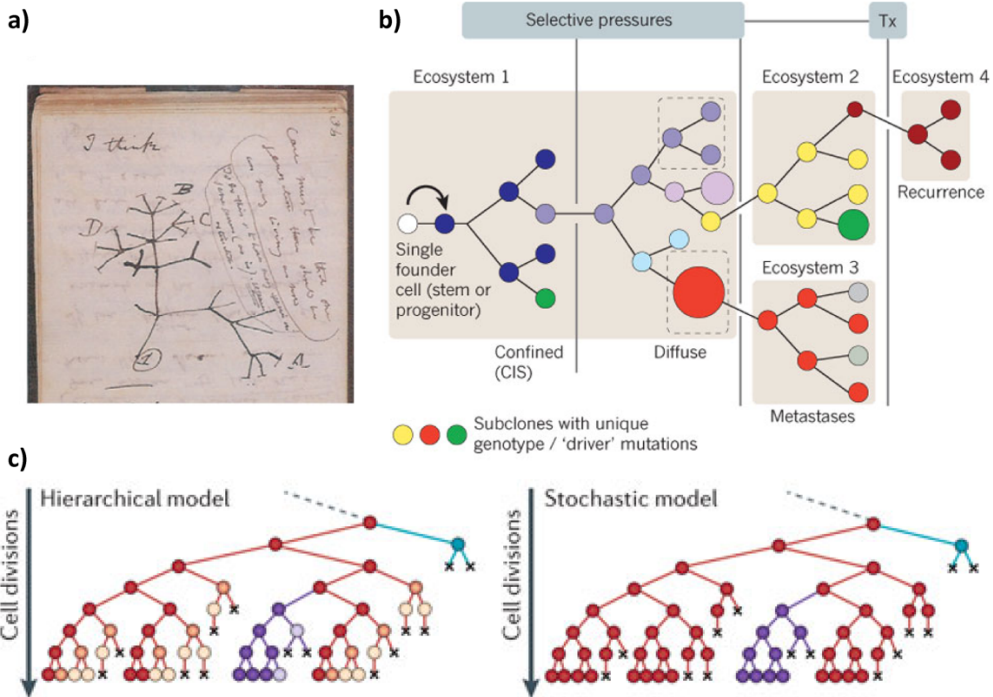 a)
I think
B
D
C
A
1
b)
Selective pressures
Tx
Ecosystem 1
Ecosystem 2
Ecosystem 4
Single
founder
cell (stem or
progenitor)
Recurrence
Ecosystem 3
Confined
(CIS)
Diffuse
Metastases
Subclones with unique
genotype / ‘driver’ mutations
c)
Hierarchical model
Cell divisions
Stochastic model
Cell divisions